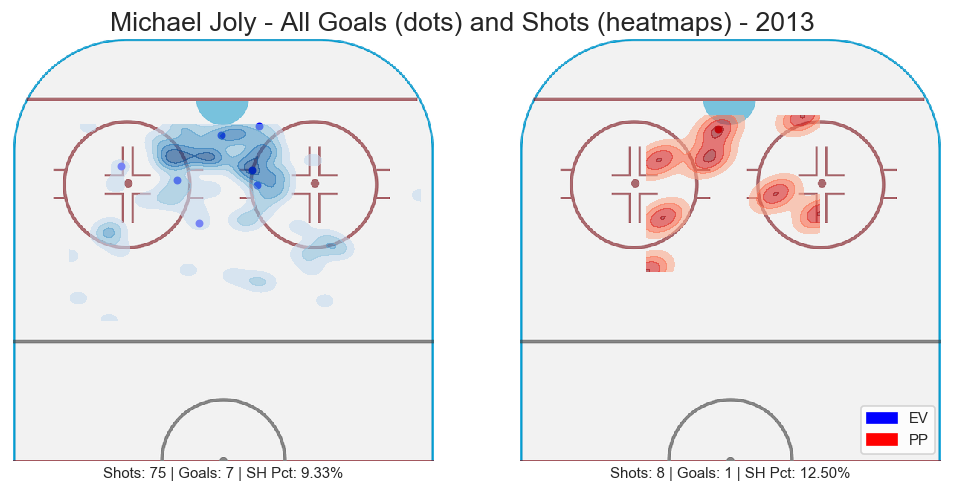 Michael Joly - All Goals (dots) and Shots (heatmaps) - 2013
EV
PP
Shots: 75 | Goals: 7 | SH Pct: 9.33%
Shots: 8 | Goals: 1 | SH Pct: 12.50%